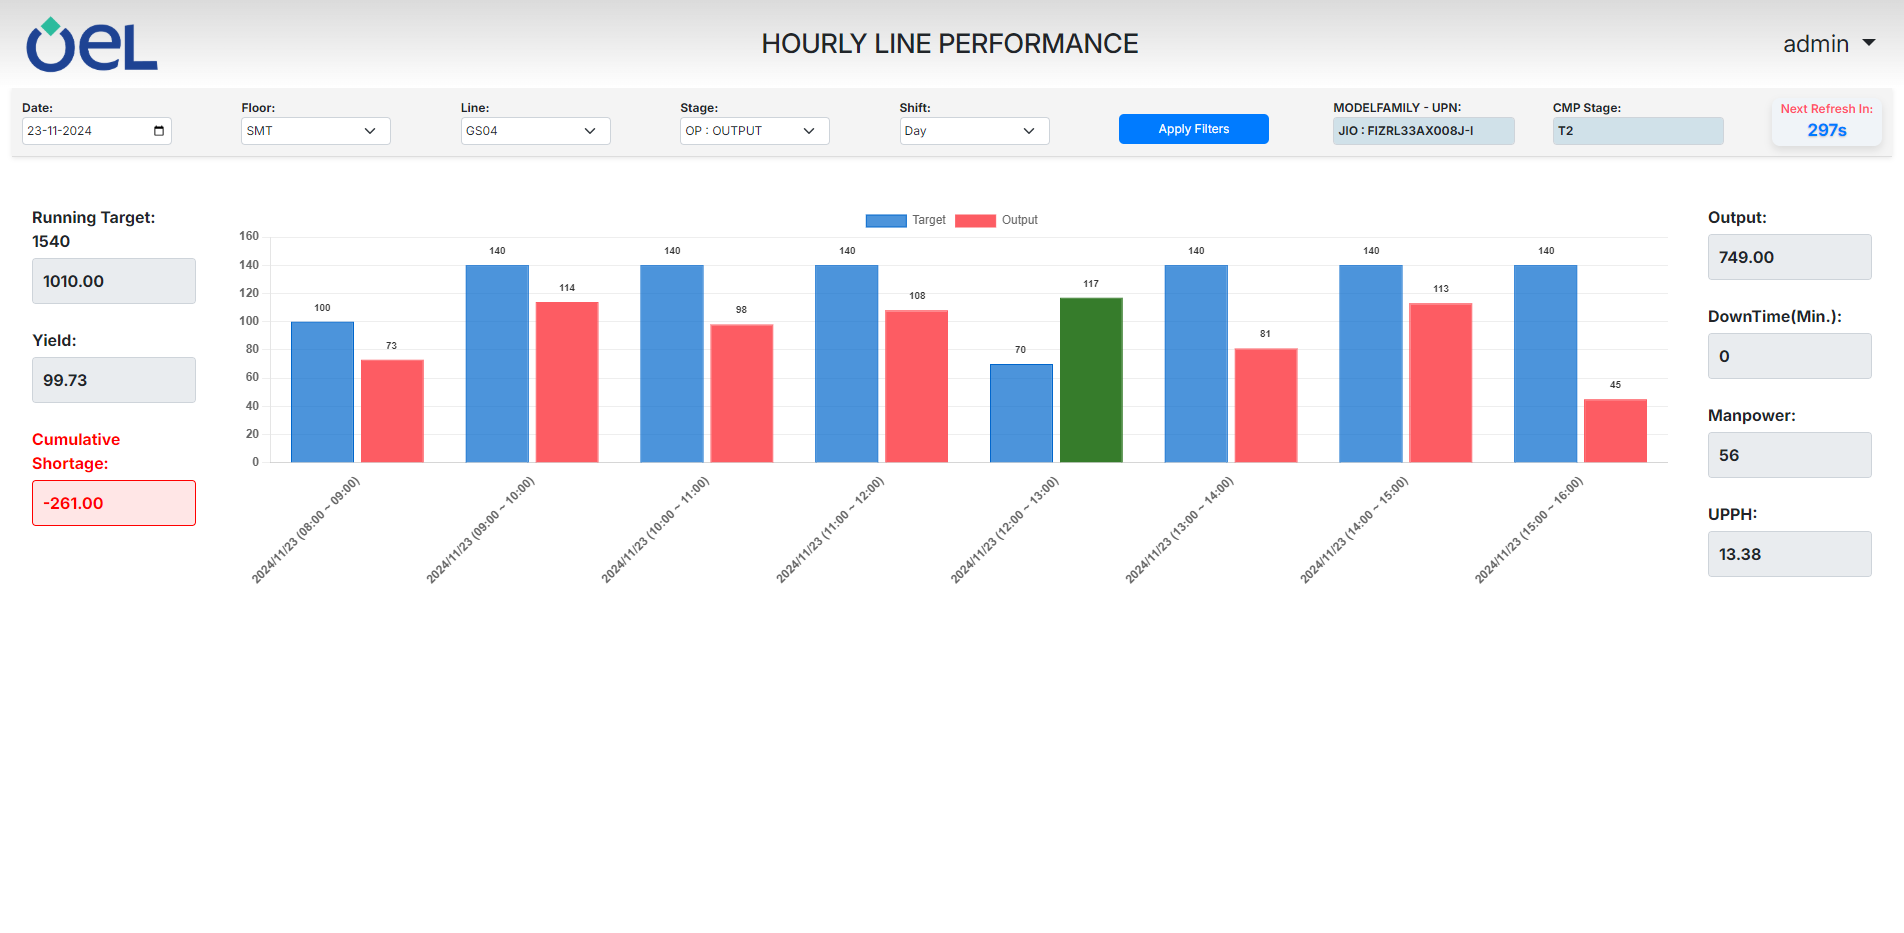 oeL
HOURLY LINE PERFORMANCE
admin
Date:
23-11-2024
Floor:
SMT
Line:
GS04
Stage:
OP : OUTPUT
Shift:
Day
Apply Filters
MODELFAMILY - UPN:
JIO : FIZRL33AX008J-I
CMP Stage:
T2
Next Refresh In:
297s
Running Target:
1540
1010.00
Yield:
99.73
Cumulative
Shortage:
-261.00
Target
Output
160
140
120
100
80
60
40
20
0
100
73
140
114
140
98
140
108
70
117
140
81
140
113
140
45
2024/11/23 (08:00 ~ 09:00)
2024/11/23 (09:00 ~ 10:00)
2024/11/23 (10:00 ~ 11:00)
2024/11/23 (11:00 ~ 12:00)
2024/11/23 (12:00 ~ 13:00)
2024/11/23 (13:00 ~ 14:00)
2024/11/23 (14:00 ~ 15:00)
2024/11/23 (15:00 ~ 16:00)
Output:
749.00
DownTime(Min.):
0
Manpower:
56
UPPH:
13.38